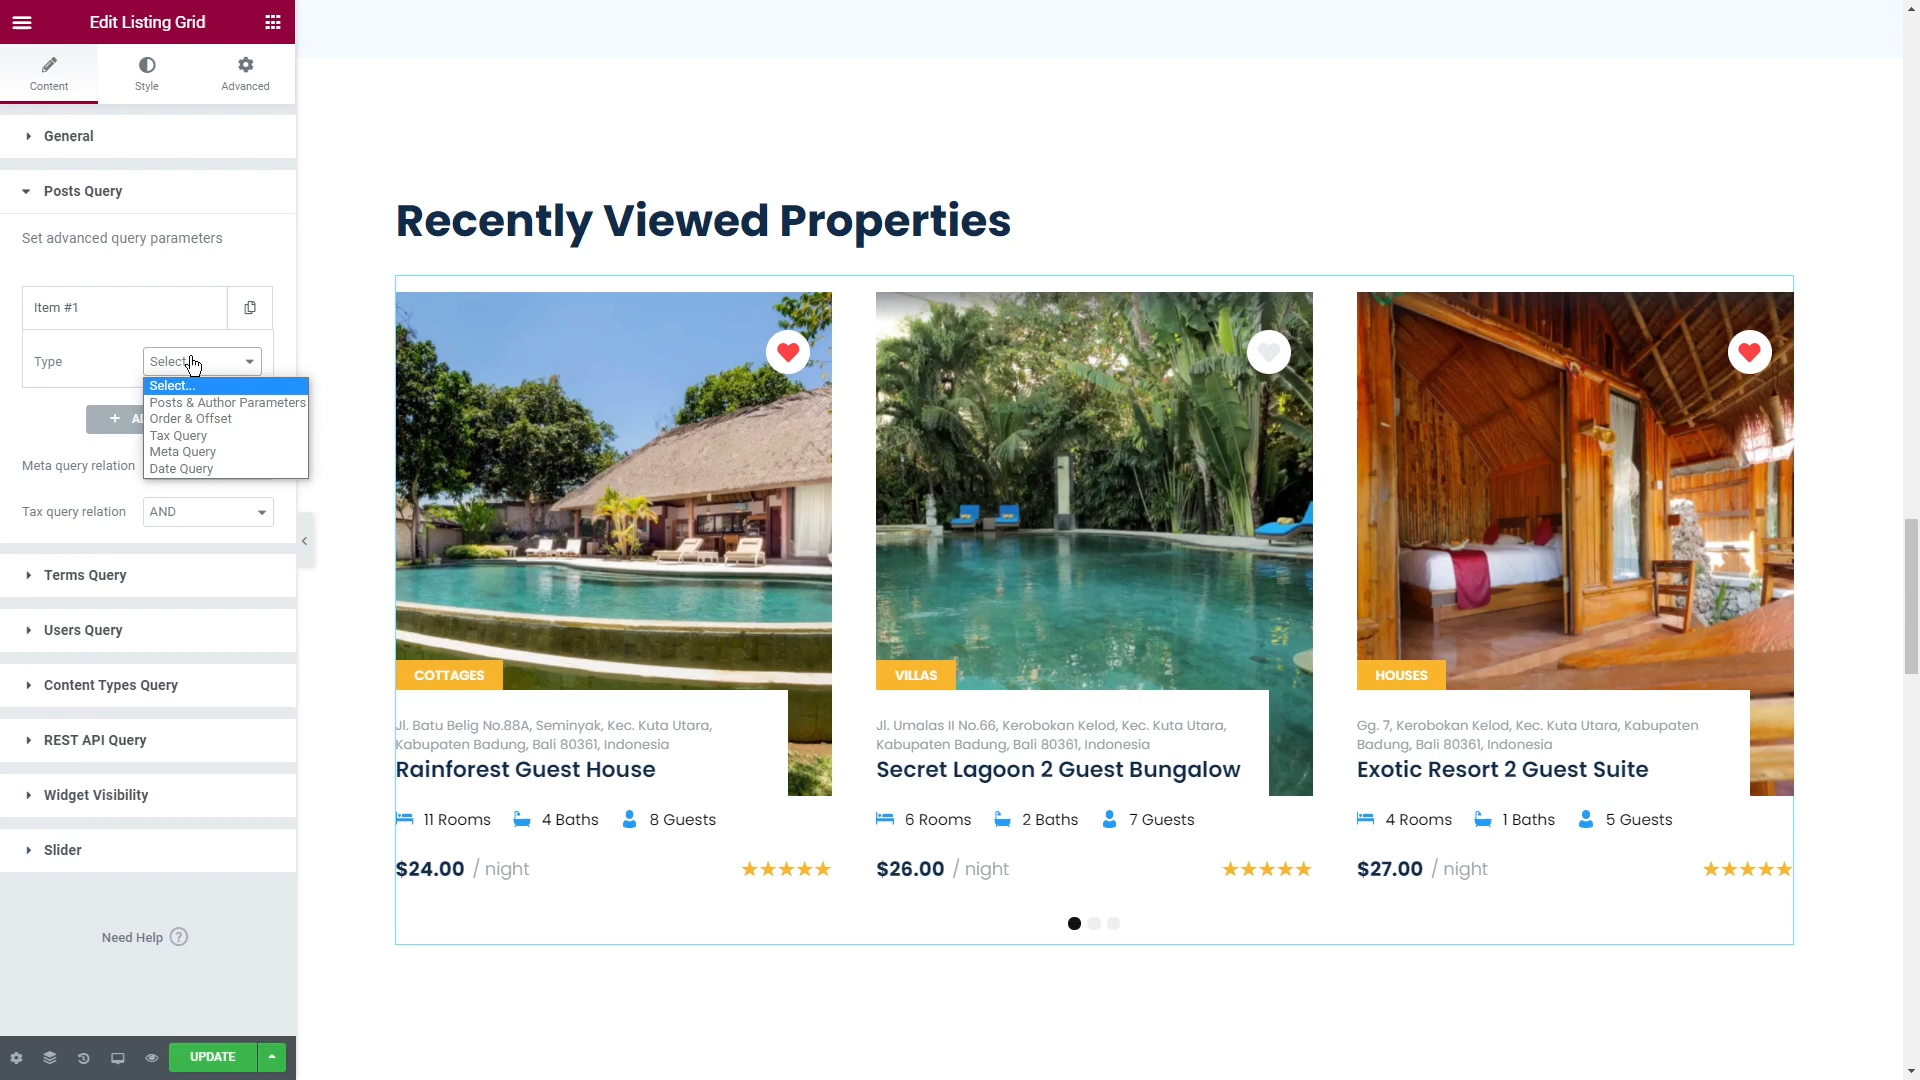 Edit Listing Grid
Content
Style
Advanced
General
Posts Query
Set advanced query parameters
Item #1
Type
Select
Select...
Posts & Author Parameters
Order & Offset
Tax Query
Meta Query
Date Query
Meta query relation
Tax query relation
AND
Terms Query
Users Query
Content Types Query
REST API Query
Widget Visibility
Slider
Need Help ?
UPDATE
Recently Viewed Properties
COTTAGES
Jl. Batu Belig No.88A, Seminyak, Kec. Kuta Utara,
Kabupaten Badung, Bali 80361, Indonesia
Rainforest Guest House
11 Rooms 4 Baths 8 Guests
$24.00 / night
VILLAS
Jl. Umalas II No.66, Kerobokan Kelod, Kec. Kuta Utara,
Kabupaten Badung, Bali 80361, Indonesia
Secret Lagoon 2 Guest Bungalow
6 Rooms 2 Baths 7 Guests
$26.00 / night
HOUSES
Gg. 7, Kerobokan Kelod, Kec. Kuta Utara, Kabupaten
Badung, Bali 80361, Indonesia
Exotic Resort 2 Guest Suite
4 Rooms 1 Baths 5 Guests
$27.00 / night